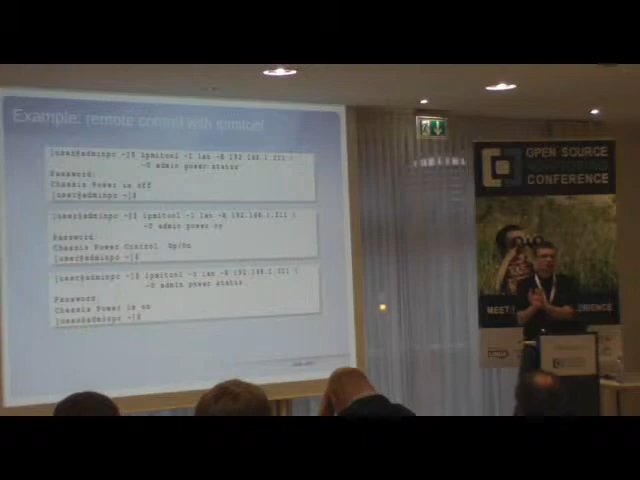 Example: remote control with ipmitool
[user@adminpc ~]$ ipmitool -I lan -H 192.168.1.211 \
-U admin power status
Password:
Chassis Power is off
[user@adminpc ~]$
[user@adminpc ~]$ ipmitool -I lan -H 192.168.1.211 \
-U admin power on
Password:
Chassis Power Control: Up/On
[user@adminpc ~]$
[user@adminpc ~]$ ipmitool -I lan -H 192.168.1.211 \
-U admin power status
Password:
Chassis Power is on
[user@adminpc ~]$
OPEN SOURCE
CONFERENCE
MEET